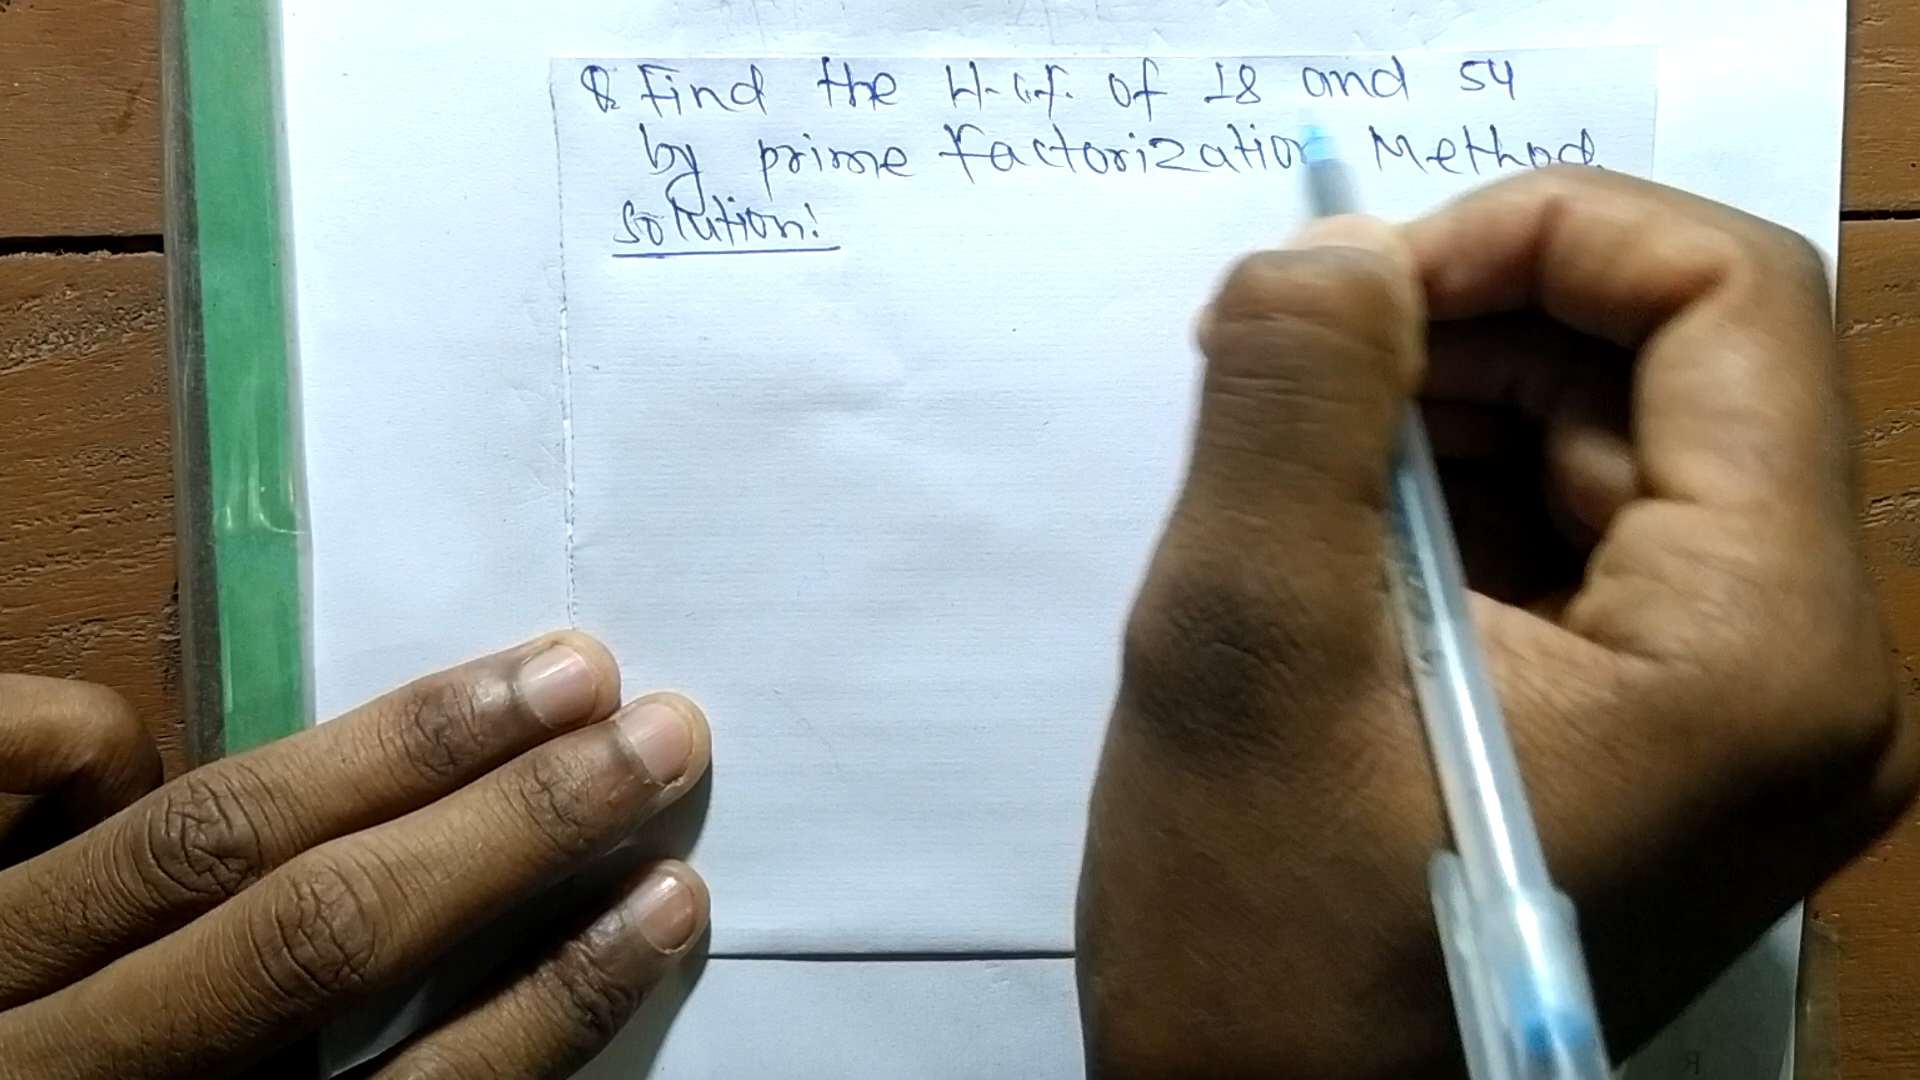 Q. Find the H.C.F. of 18 and 54
by prime factorization Method.
Solution: